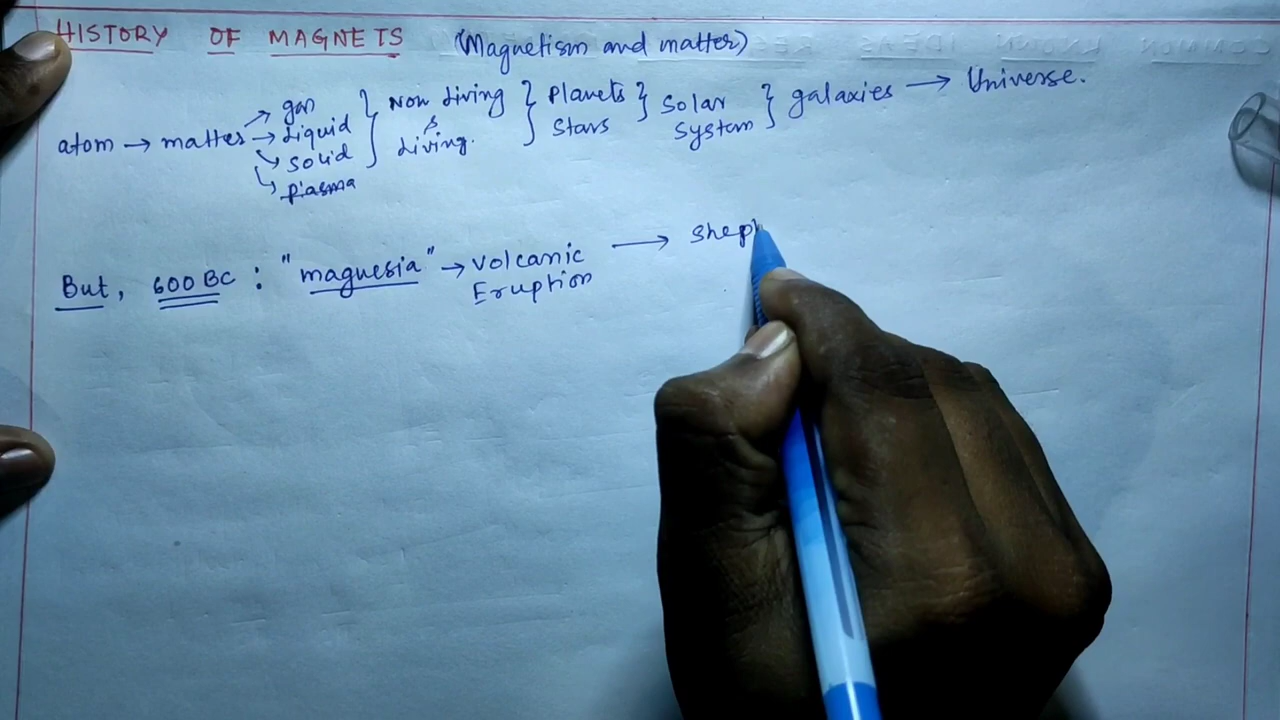 HISTORY OF MAGNETS (Magnetism and matter)
atom → matter → gas } Non living } Planets } Solar } galaxies → Universe.
→ Liquid & Stars System
→ Solid Living.
→ plasma
But, 600 BC : "magnesia" → volcanic → sheph
Eruption